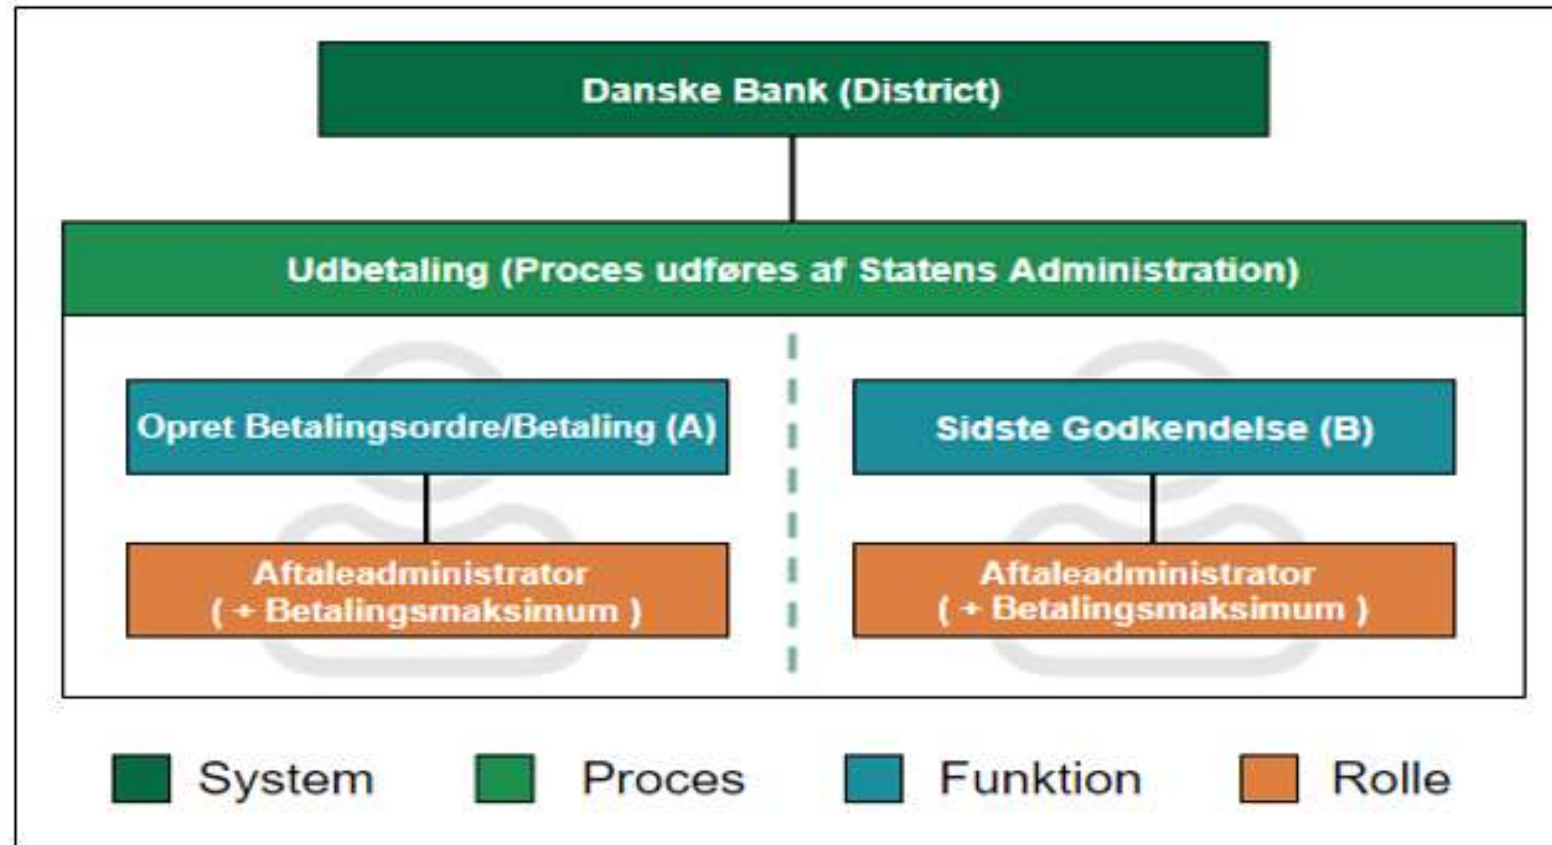 Danske Bank (District)
Udbetaling (Proces udføres af Statens Administration)
Opret Betalingsordre/Betaling (A)
Aftaleadministrator
( + Betalingsmaksimum )
Sidste Godkendelse (B)
Aftaleadministrator
( + Betalingsmaksimum )
System
Proces
Funktion
Rolle